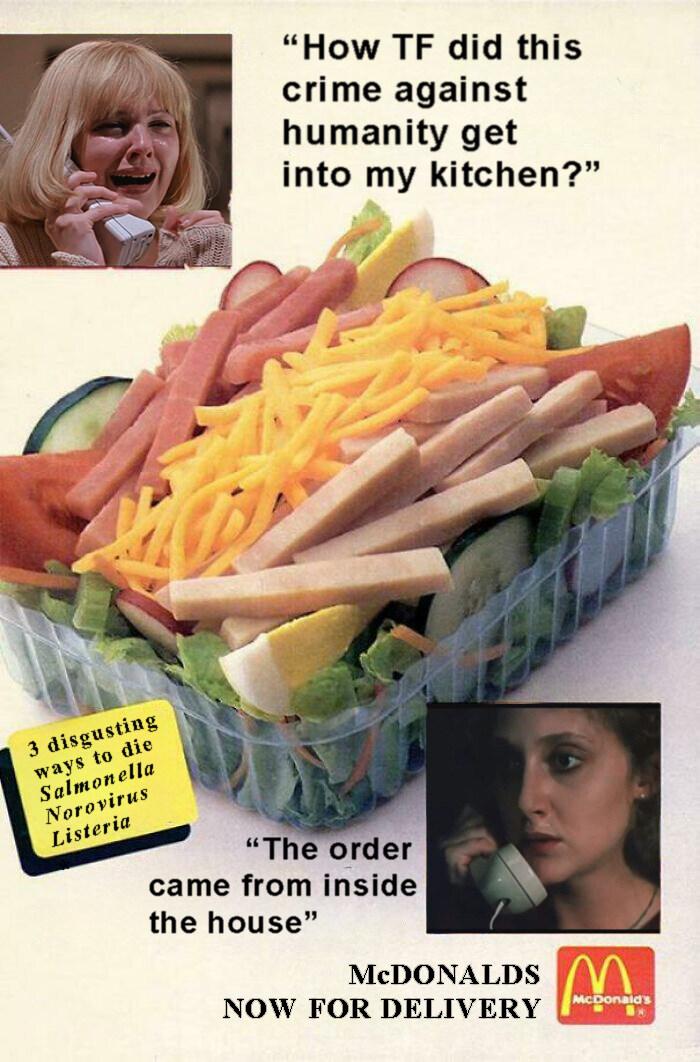 “How TF did this
crime against
humanity get
into my kitchen?”
3 disgusting
ways to die
Salmonella
Norovirus
Listeria
“The order
came from inside
the house”
McDONALDS
NOW FOR DELIVERY
McDonald's
®